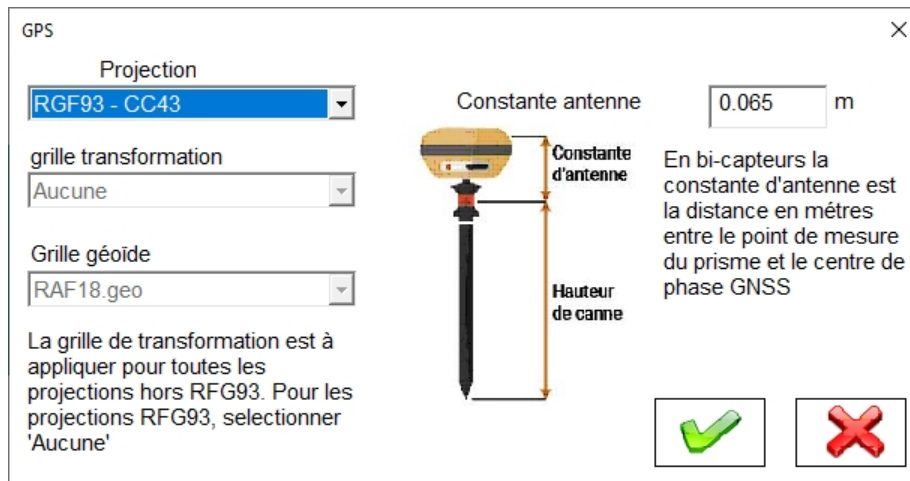 GPS
Projection
RGF93 - CC43
grille transformation
Aucune
Grille géoïde
RAF18.geo
La grille de transformation est à
appliquer pour toutes les
projections hors RFG93. Pour les
projections RFG93, selectionner
'Aucune'
Constante antenne
0.065 m
Constante
d'antenne
Hauteur
de canne
En bi-capteurs la
constante d'antenne est
la distance en métres
entre le point de mesure
du prisme et le centre de
phase GNSS